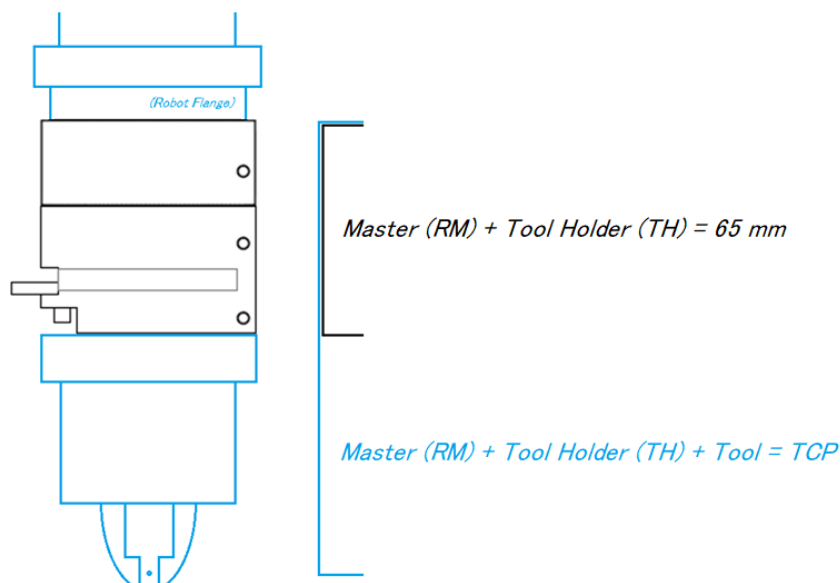 (Robot Flange)
Master (RM) + Tool Holder (TH) = 65 mm
Master (RM) + Tool Holder (TH) + Tool = TCP